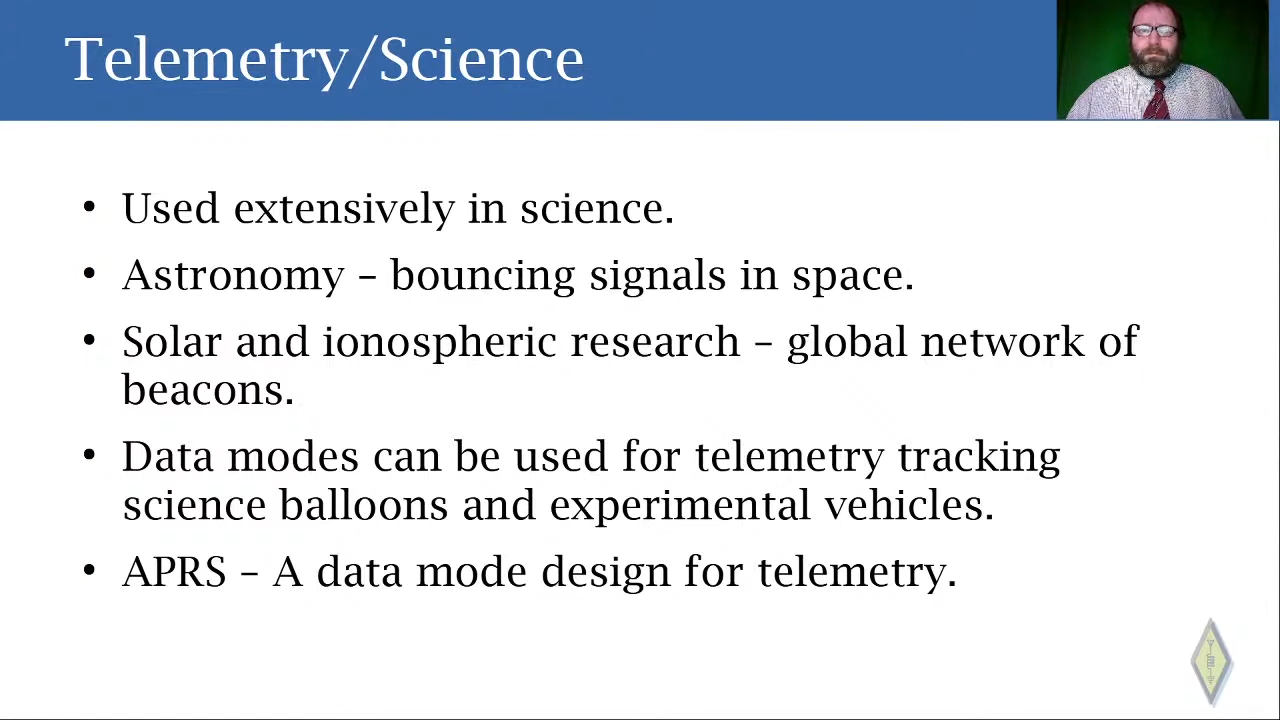 Telemetry/Science
• Used extensively in science.
• Astronomy – bouncing signals in space.
• Solar and ionospheric research – global network of
beacons.
• Data modes can be used for telemetry tracking
science balloons and experimental vehicles.
• APRS – A data mode design for telemetry.